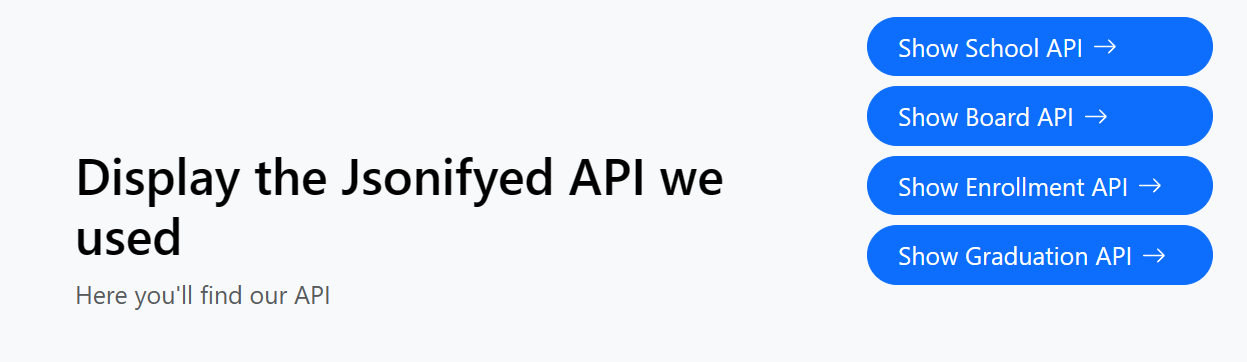 Display the Jsonifyed API we
used
Here you'll find our API
Show School API →
Show Board API →
Show Enrollment API →
Show Graduation API →